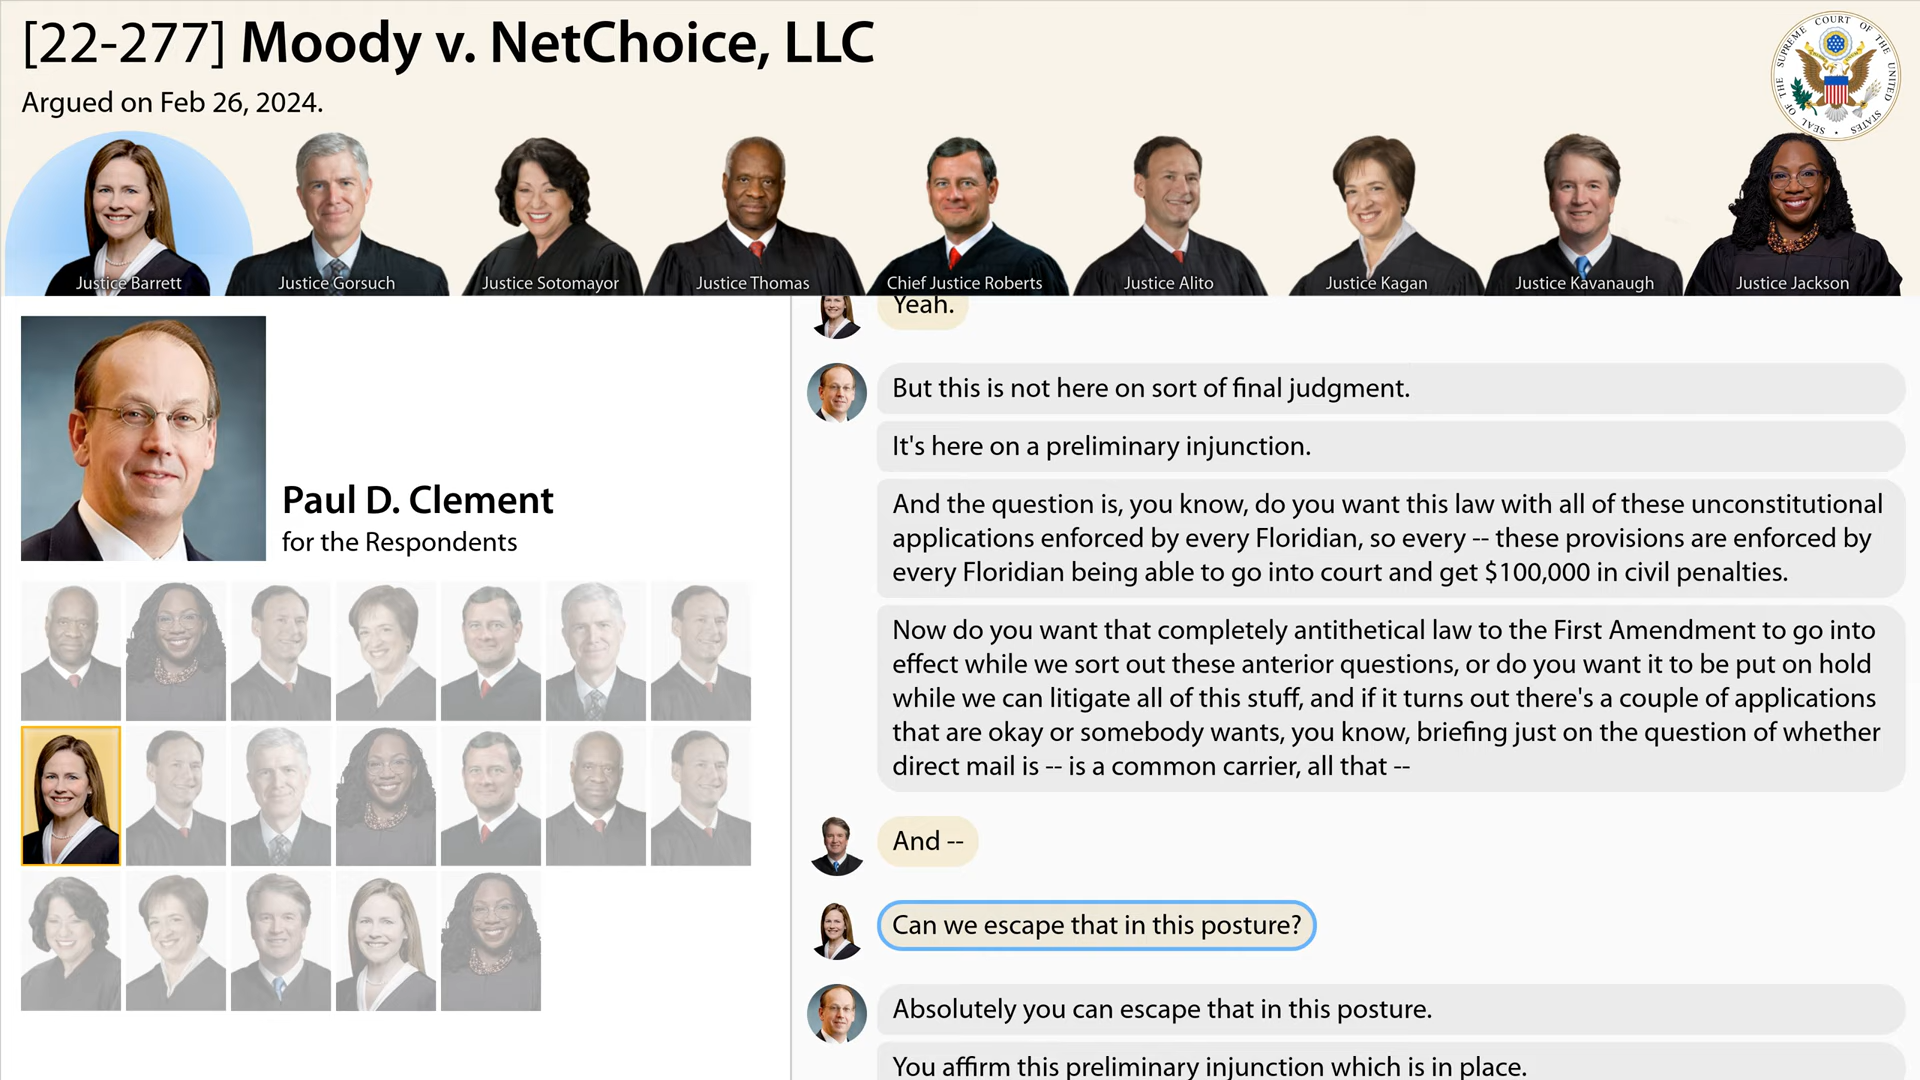 [22-277] Moody v. NetChoice, LLC
Argued on Feb 26, 2024.
SEAL OF THE SUPREME COURT OF THE UNITED STATES
Justice Barrett
Justice Gorsuch
Justice Sotomayor
Justice Thomas
Chief Justice Roberts
Justice Alito
Justice Kagan
Justice Kavanaugh
Justice Jackson
Paul D. Clement
for the Respondents
Yeah.
But this is not here on sort of final judgment.
It's here on a preliminary injunction.
And the question is, you know, do you want this law with all of these unconstitutional
applications enforced by every Floridian, so every -- these provisions are enforced by
every Floridian being able to go into court and get $100,000 in civil penalties.
Now do you want that completely antithetical law to the First Amendment to go into
effect while we sort out these anterior questions, or do you want it to be put on hold
while we can litigate all of this stuff, and if it turns out there's a couple of applications
that are okay or somebody wants, you know, briefing just on the question of whether
direct mail is -- is a common carrier, all that --
And --
Can we escape that in this posture?
Absolutely you can escape that in this posture.
You affirm this preliminary injunction which is in place.